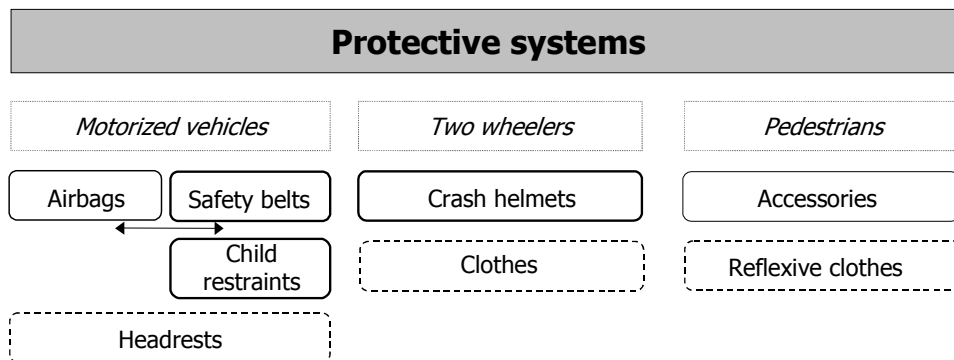 Protective systems
Motorized vehicles
Two wheelers
Pedestrians
Airbags
Safety belts
Crash helmets
Accessories
Child
restraints
Clothes
Reflexive clothes
Headrests